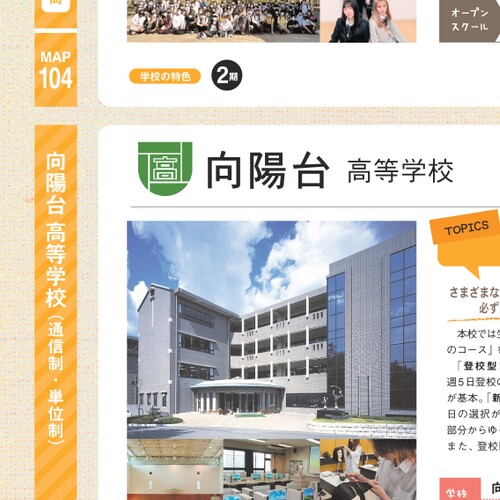 高
オープン
スクール
MAP
104
学校の特色
2期
向陽台 高等学校(通信制・単位制)
高
向陽台 高等学校
TOPICS
さまざまな
必ず
本校では生
のコース」を
「登校型
週5日登校の
が基本。「新
日の選択が
部分からゆ
また、登校
学校